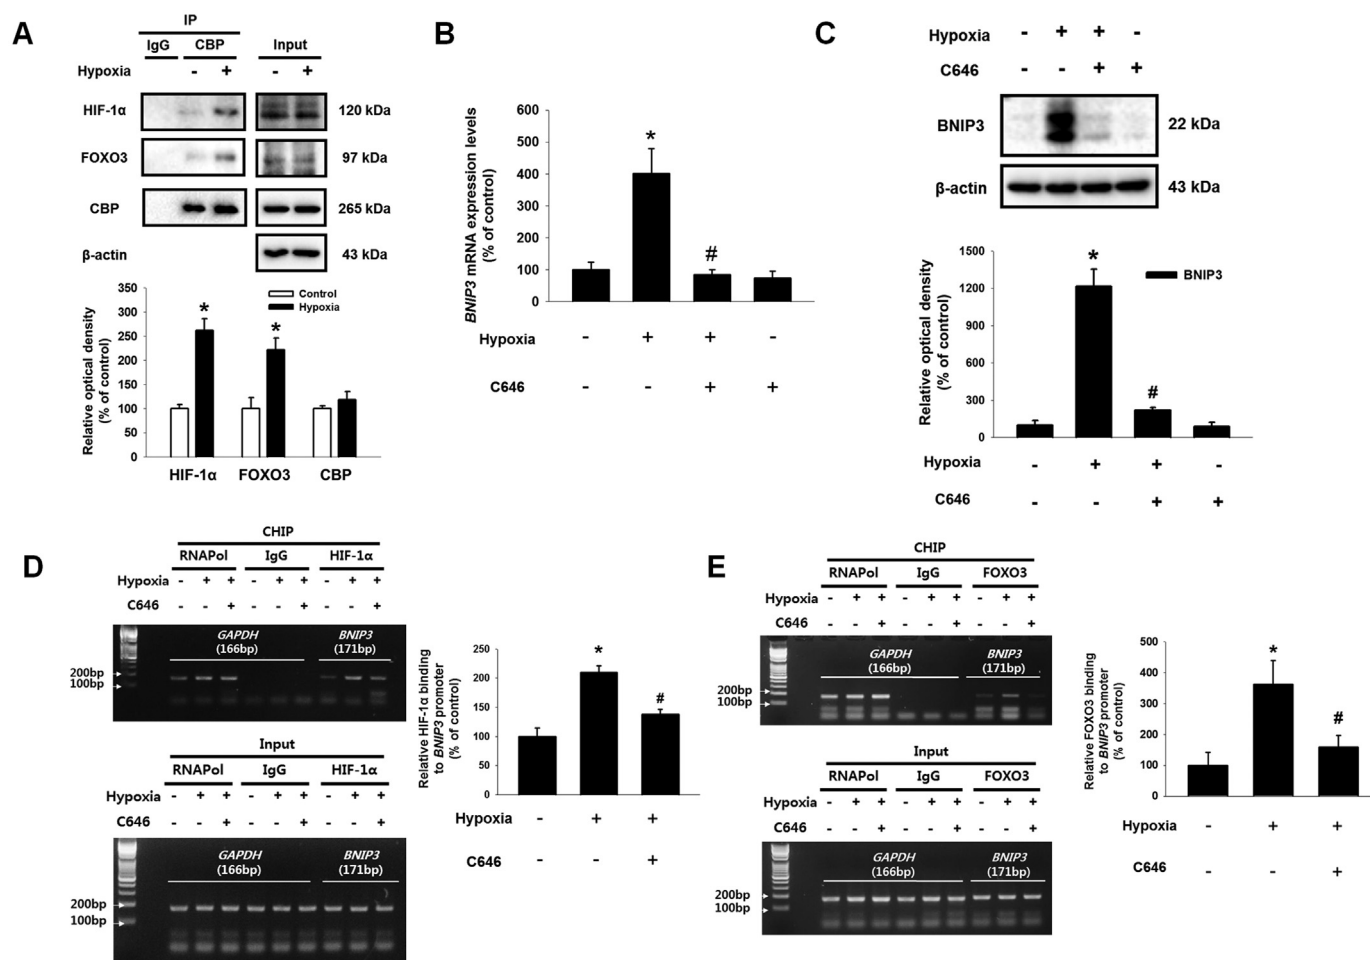 A
IP
IgG CBP Input
Hypoxia - + - +
HIF-1α 120 kDa
FOXO3 97 kDa
CBP 265 kDa
β-actin 43 kDa
Relative optical density
(% of control)
350
300
250
200
150
100
50
0
Control
Hypoxia
* *
HIF-1α FOXO3 CBP
B
BNIP3 mRNA expression levels
(% of control)
600
500
400
300
200
100
0
*
#
Hypoxia - + + -
C646 - - + +
C
Hypoxia - + + -
C646 - - + +
BNIP3 22 kDa
β-actin 43 kDa
Relative optical density
(% of control)
1500
1200
900
600
300
0
*
#
BNIP3
Hypoxia - + + -
C646 - - + +
D
CHIP
RNAPol IgG HIF-1α
Hypoxia - + + - + + - + +
C646 - - + - - + - - +
GAPDH BNIP3
(166bp) (171bp)
200bp
100bp
Input
RNAPol IgG HIF-1α
Hypoxia - + + - + + - + +
C646 - - + - - + - - +
GAPDH BNIP3
(166bp) (171bp)
200bp
100bp
Relative HIF-1α binding
to BNIP3 promoter
(% of control)
250
200
150
100
50
0
*
#
Hypoxia - + +
C646 - - +
E
CHIP
RNAPol IgG FOXO3
Hypoxia - + + - + + - + +
C646 - - + - - + - - +
GAPDH BNIP3
(166bp) (171bp)
200bp
100bp
Input
RNAPol IgG FOXO3
Hypoxia - + + - + + - + +
C646 - - + - - + - - +
GAPDH BNIP3
(166bp) (171bp)
200bp
100bp
Relative FOXO3 binding
to BNIP3 promoter
(% of control)
500
400
300
200
100
0
*
#
Hypoxia - + +
C646 - - +